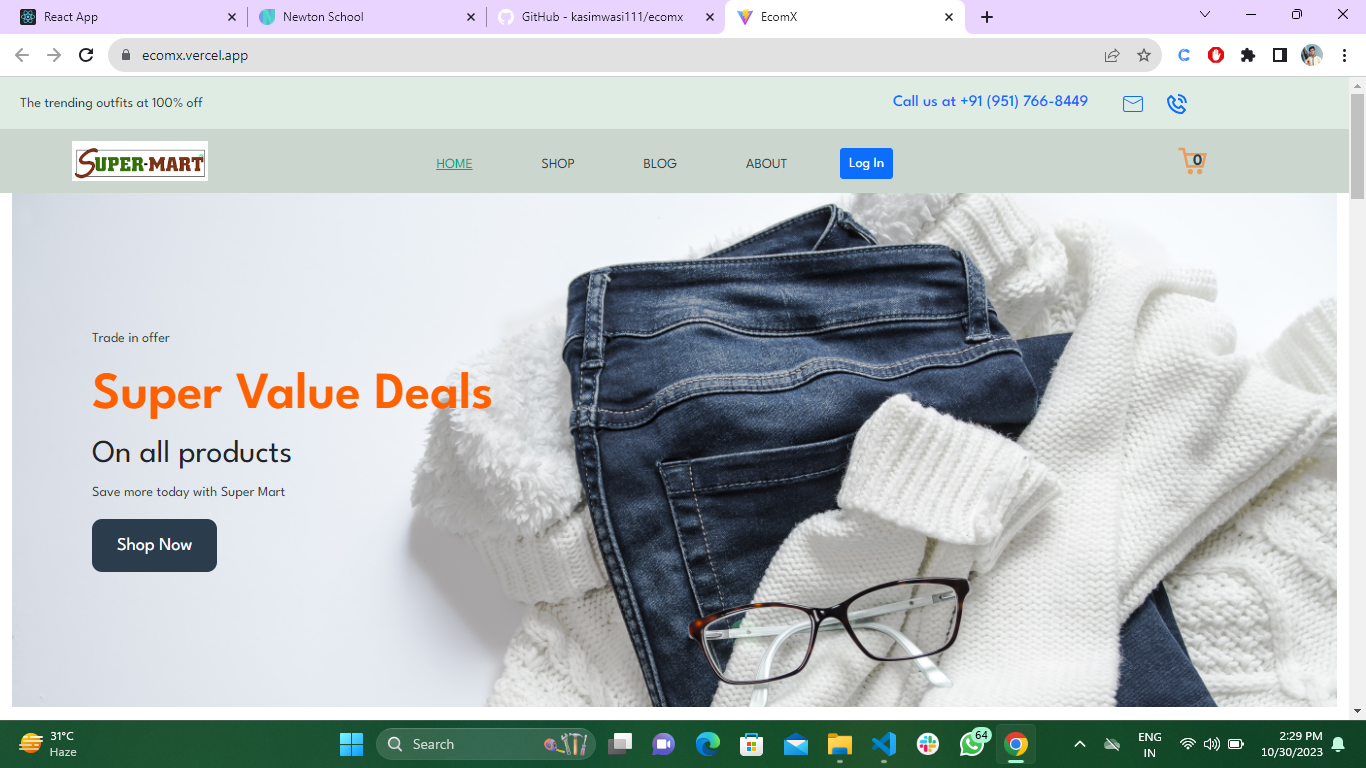 React App
Newton School
GitHub - kasimwasi111/ecomx
EcomX
ecomx.vercel.app
The trending outfits at 100% off
Call us at +91 (951) 766-8449
SUPER-MART
HOME
SHOP
BLOG
ABOUT
Log In
0
Trade in offer
Super Value Deals
On all products
Save more today with Super Mart
Shop Now
31°C
Haze
Search
64
ENG
IN
2:29 PM
10/30/2023